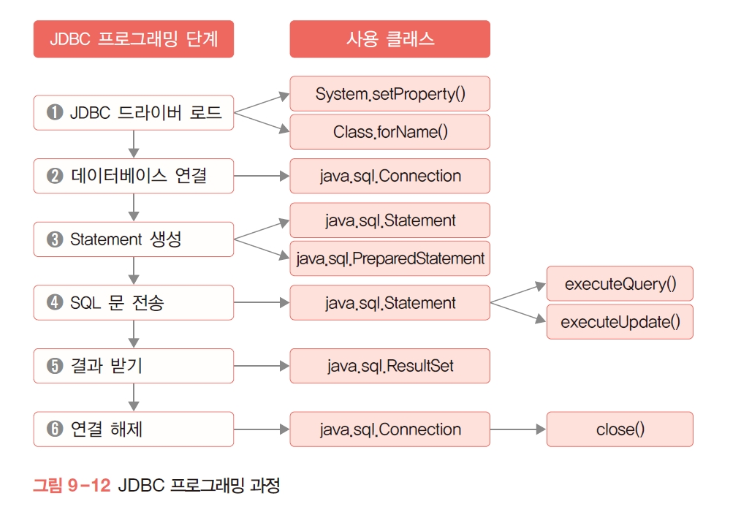 JDBC 프로그래밍 단계
사용 클래스
❶ JDBC 드라이버 로드
System.setProperty()
Class.forName()
❷ 데이터베이스 연결
java.sql.Connection
❸ Statement 생성
java.sql.Statement
java.sql.PreparedStatement
❹ SQL 문 전송
java.sql.Statement
executeQuery()
executeUpdate()
❺ 결과 받기
java.sql.ResultSet
❻ 연결 해제
java.sql.Connection
close()
그림 9-12 JDBC 프로그래밍 과정